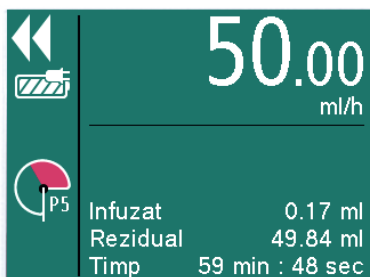 50.00
ml/h
P5
Infuzat 0.17 ml
Rezidual 49.84 ml
Timp 59 min : 48 sec